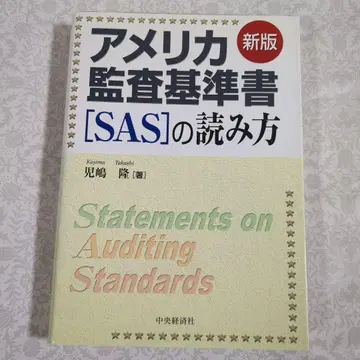 アメリカ
新版
監査基準書
[SAS]の読み方
Kojima Takashi
児嶋 隆[著]
Statements on
Auditing
Standards
中央経済社